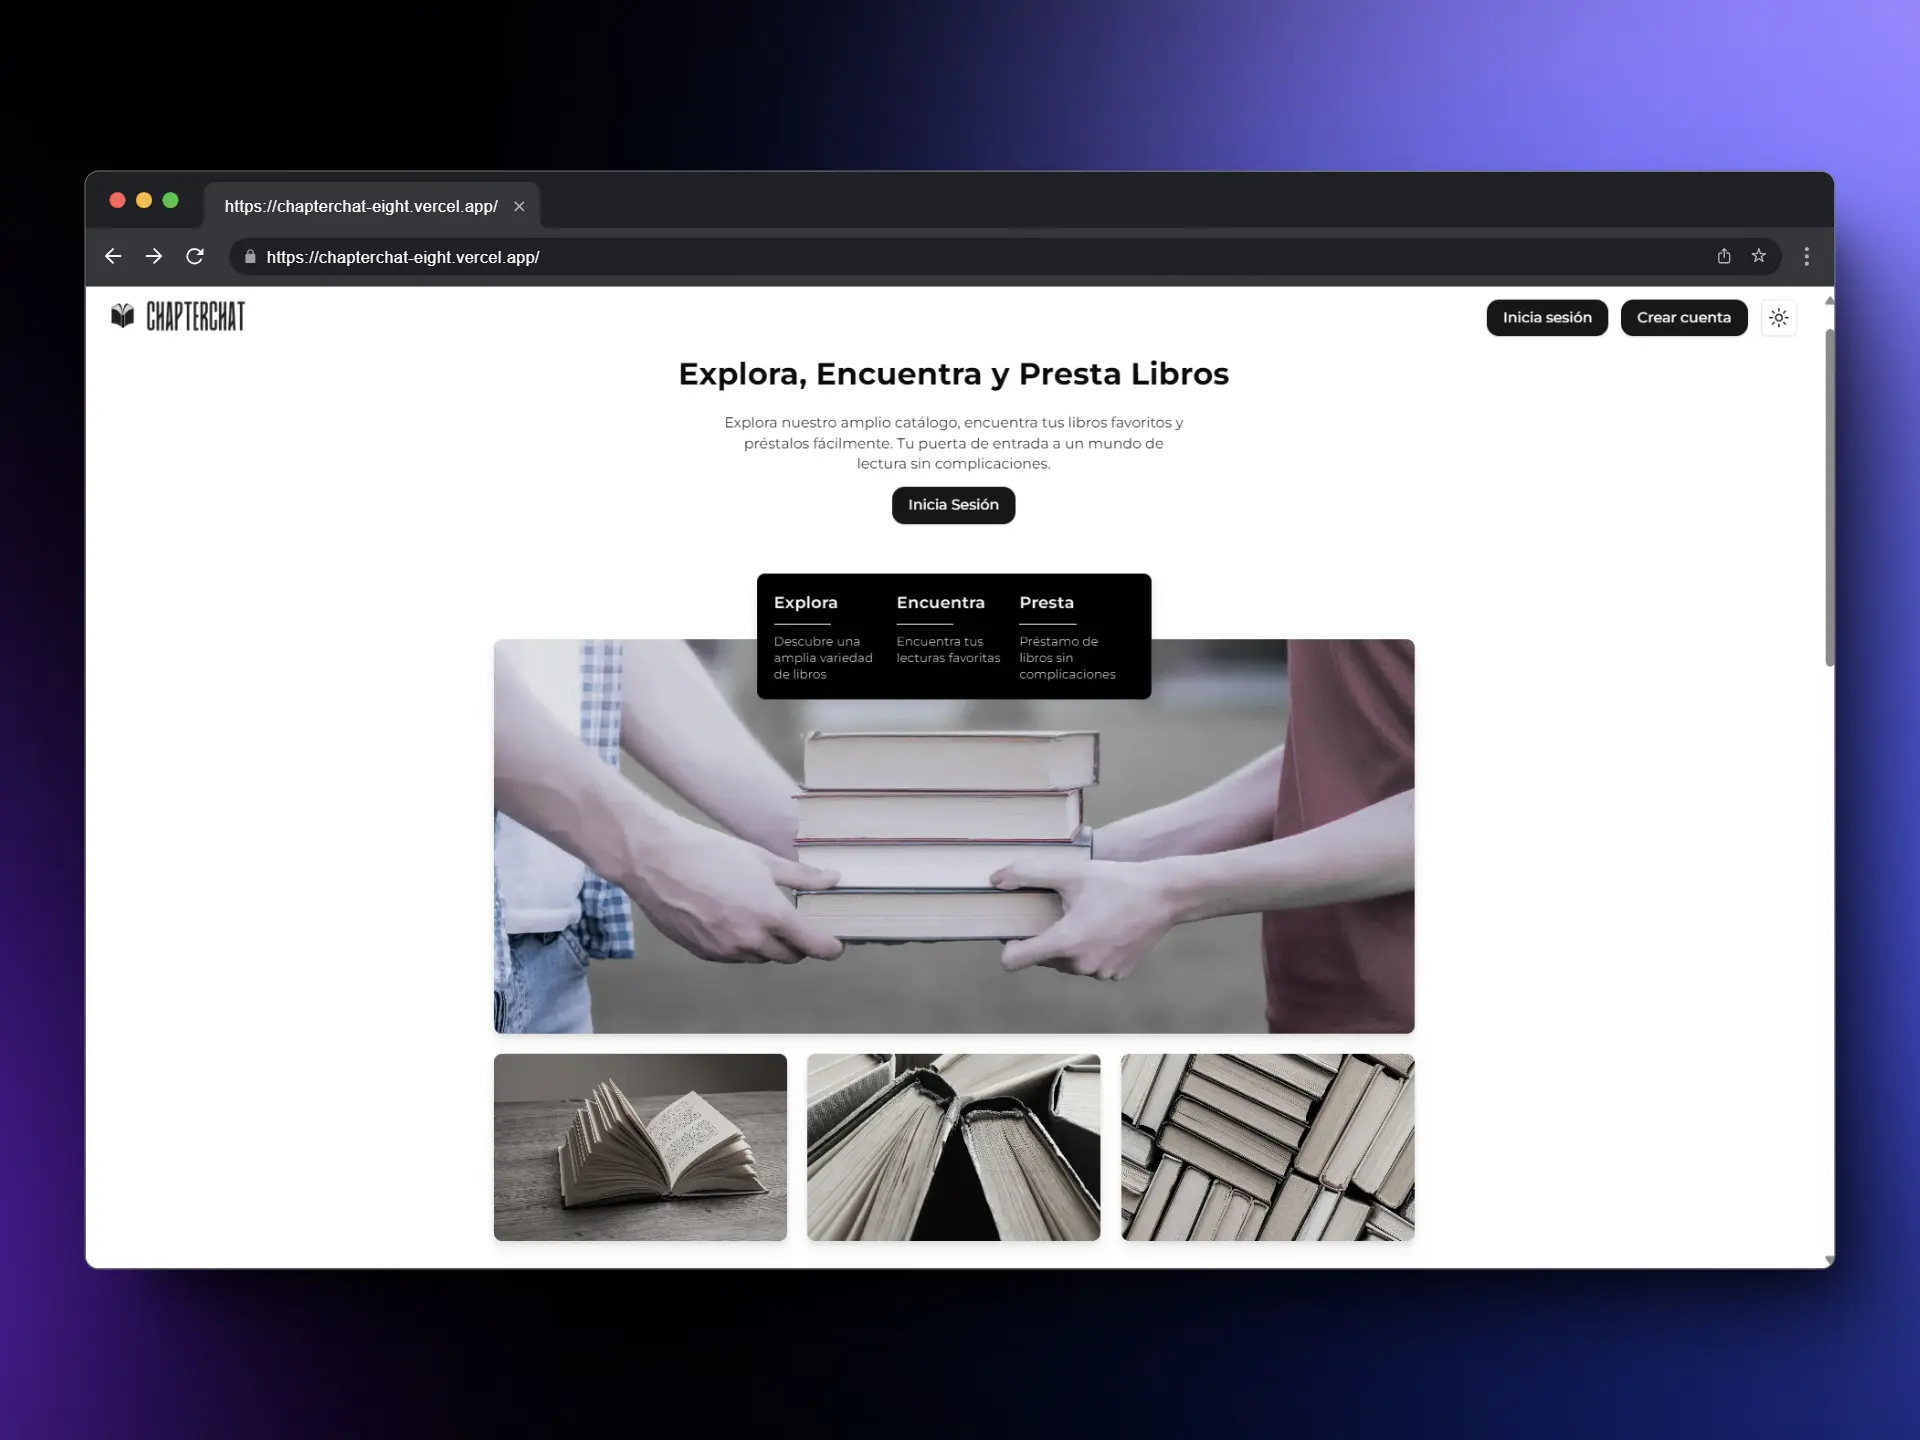 https://chapterchat-eight.vercel.app/
https://chapterchat-eight.vercel.app/
CHAPTERCHAT
Inicia sesión
Crear cuenta
Explora, Encuentra y Presta Libros
Explora nuestro amplio catálogo, encuentra tus libros favoritos y
préstalos fácilmente. Tu puerta de entrada a un mundo de
lectura sin complicaciones.
Inicia Sesión
Explora
Descubre una
amplia variedad
de libros
Encuentra
Encuentra tus
lecturas favoritas
Presta
Préstamo de
libros sin
complicaciones